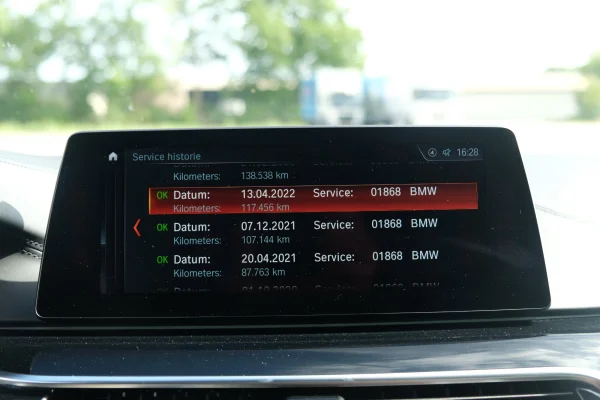 Service historie 16:28
Kilometers: 138.538 km
OK Datum: 13.04.2022 Service: 01868 BMW
Kilometers: 117.456 km
OK Datum: 07.12.2021 Service: 01868 BMW
Kilometers: 107.144 km
OK Datum: 20.04.2021 Service: 01868 BMW
Kilometers: 87.763 km